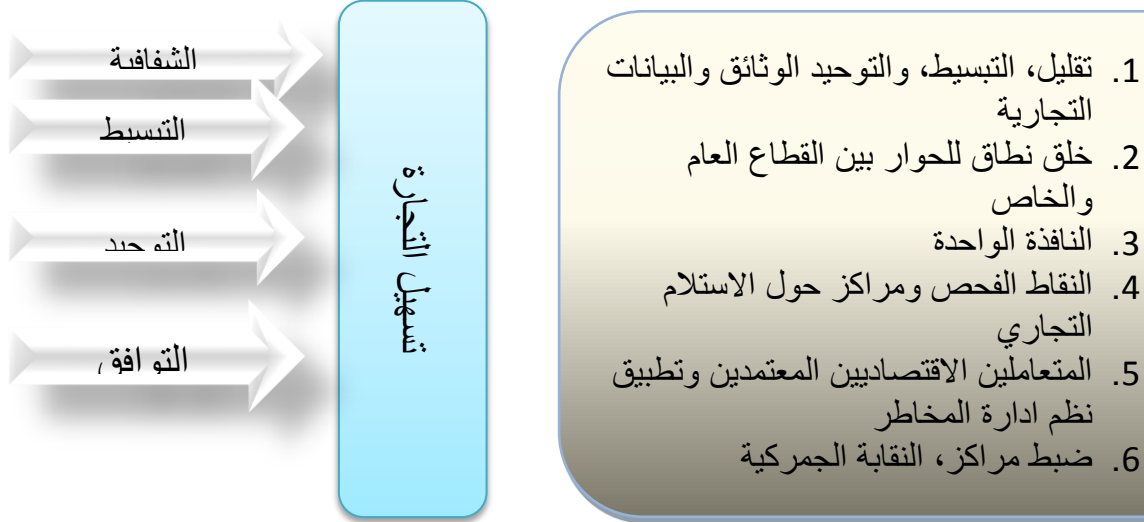 الشفافية
التبسيط
التوحيد
التوافق
تسهيل التجارة
1. تقليل، التبسيط، والتوحيد الوثائق والبيانات
التجارية
2. خلق نطاق للحوار بين القطاع العام
والخاص
3. النافذة الواحدة
4. النقاط الفحص ومراكز حول الاستلام
التجاري
5. المتعاملين الاقتصاديين المعتمدين وتطبيق
نظم ادارة المخاطر
6. ضبط مراكز، النقابة الجمركية